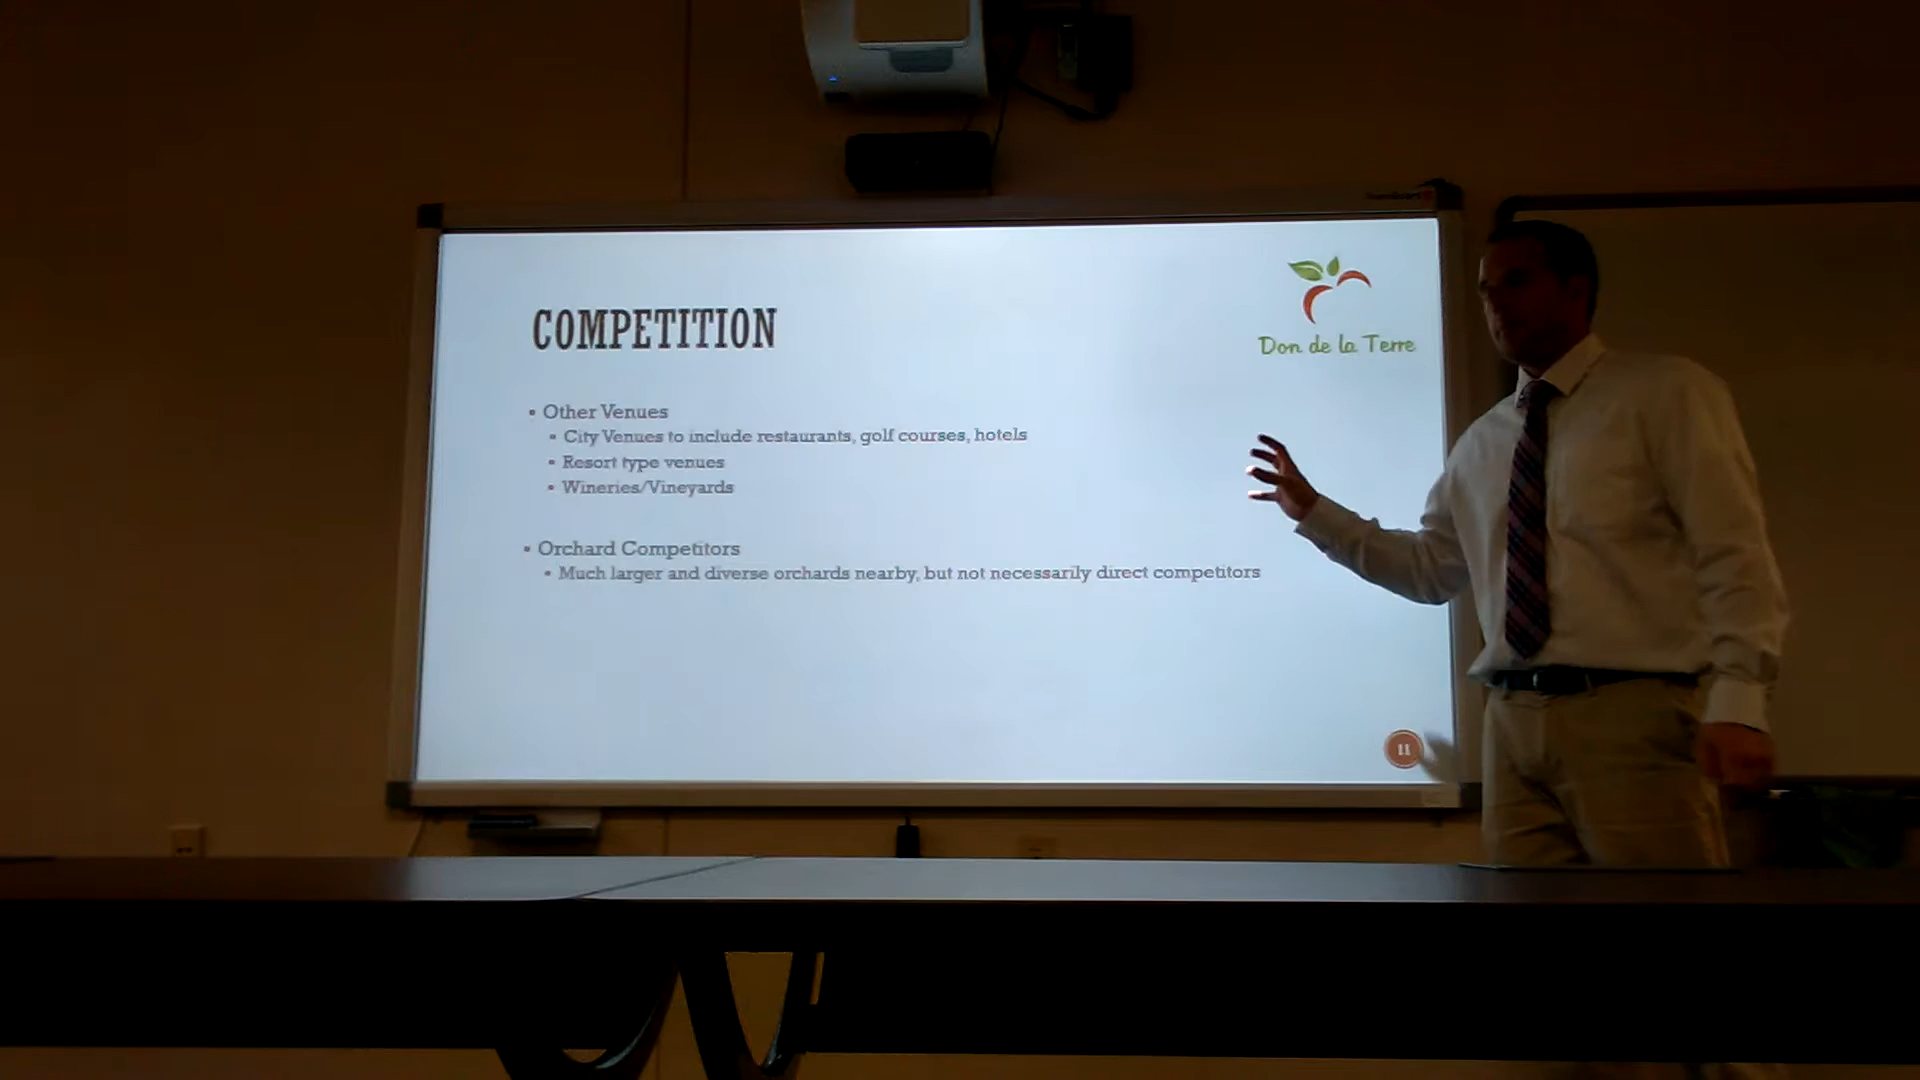 COMPETITION
Don de la Terre
▪ Other Venues
▪ City Venues to include restaurants, golf courses, hotels
▪ Resort type venues
▪ Wineries/Vineyards
▪ Orchard Competitors
▪ Much larger and diverse orchards nearby, but not necessarily direct competitors
11